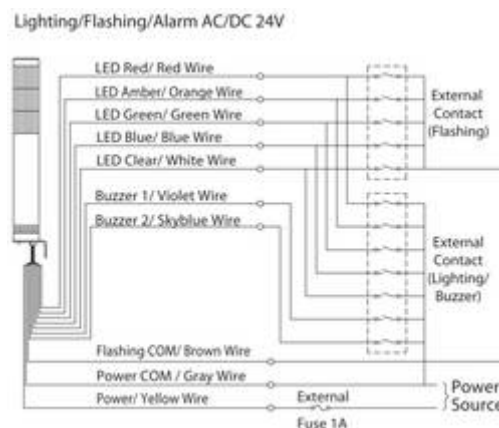 Lighting/Flashing/Alarm AC/DC 24V
LED Red/ Red Wire
LED Amber/ Orange Wire
LED Green/ Green Wire
LED Blue/ Blue Wire
LED Clear/ White Wire
External
Contact
(Flashing)
Buzzer 1/ Violet Wire
Buzzer 2/ Skyblue Wire
External
Contact
(Lighting/
Buzzer)
Flashing COM/ Brown Wire
Power COM / Gray Wire
Power/ Yellow Wire
External
Fuse 1A
Power
Source